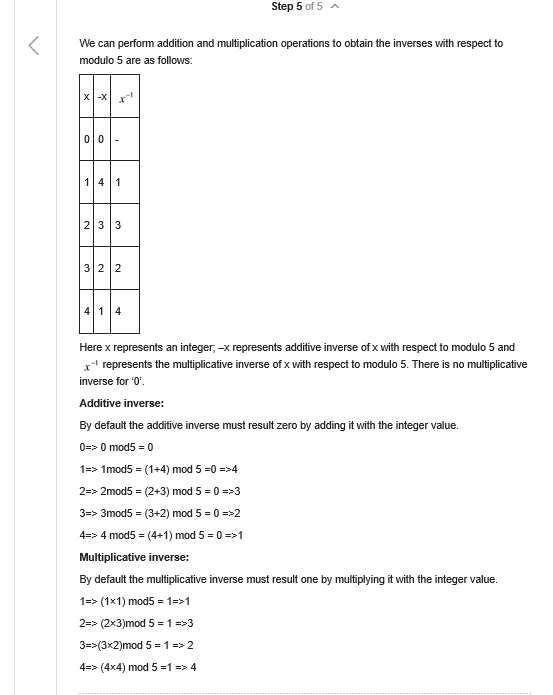 Step 5 of 5
We can perform addition and multiplication operations to obtain the inverses with respect to
modulo 5 are as follows:
x -x x⁻¹
0 0 -
1 4 1
2 3 3
3 2 2
4 1 4
Here x represents an integer; –x represents additive inverse of x with respect to modulo 5 and
x⁻¹ represents the multiplicative inverse of x with respect to modulo 5. There is no multiplicative
inverse for ‘0’.
Additive inverse:
By default the additive inverse must result zero by adding it with the integer value.
0=> 0 mod5 = 0
1=> 1mod5 = (1+4) mod 5 =0 =>4
2=> 2mod5 = (2+3) mod 5 = 0 =>3
3=> 3mod5 = (3+2) mod 5 = 0 =>2
4=> 4 mod5 = (4+1) mod 5 = 0 =>1
Multiplicative inverse:
By default the multiplicative inverse must result one by multiplying it with the integer value.
1=> (1×1) mod5 = 1=>1
2=> (2×3)mod 5 = 1 =>3
3=>(3×2)mod 5 = 1 => 2
4=> (4×4) mod 5 =1 => 4